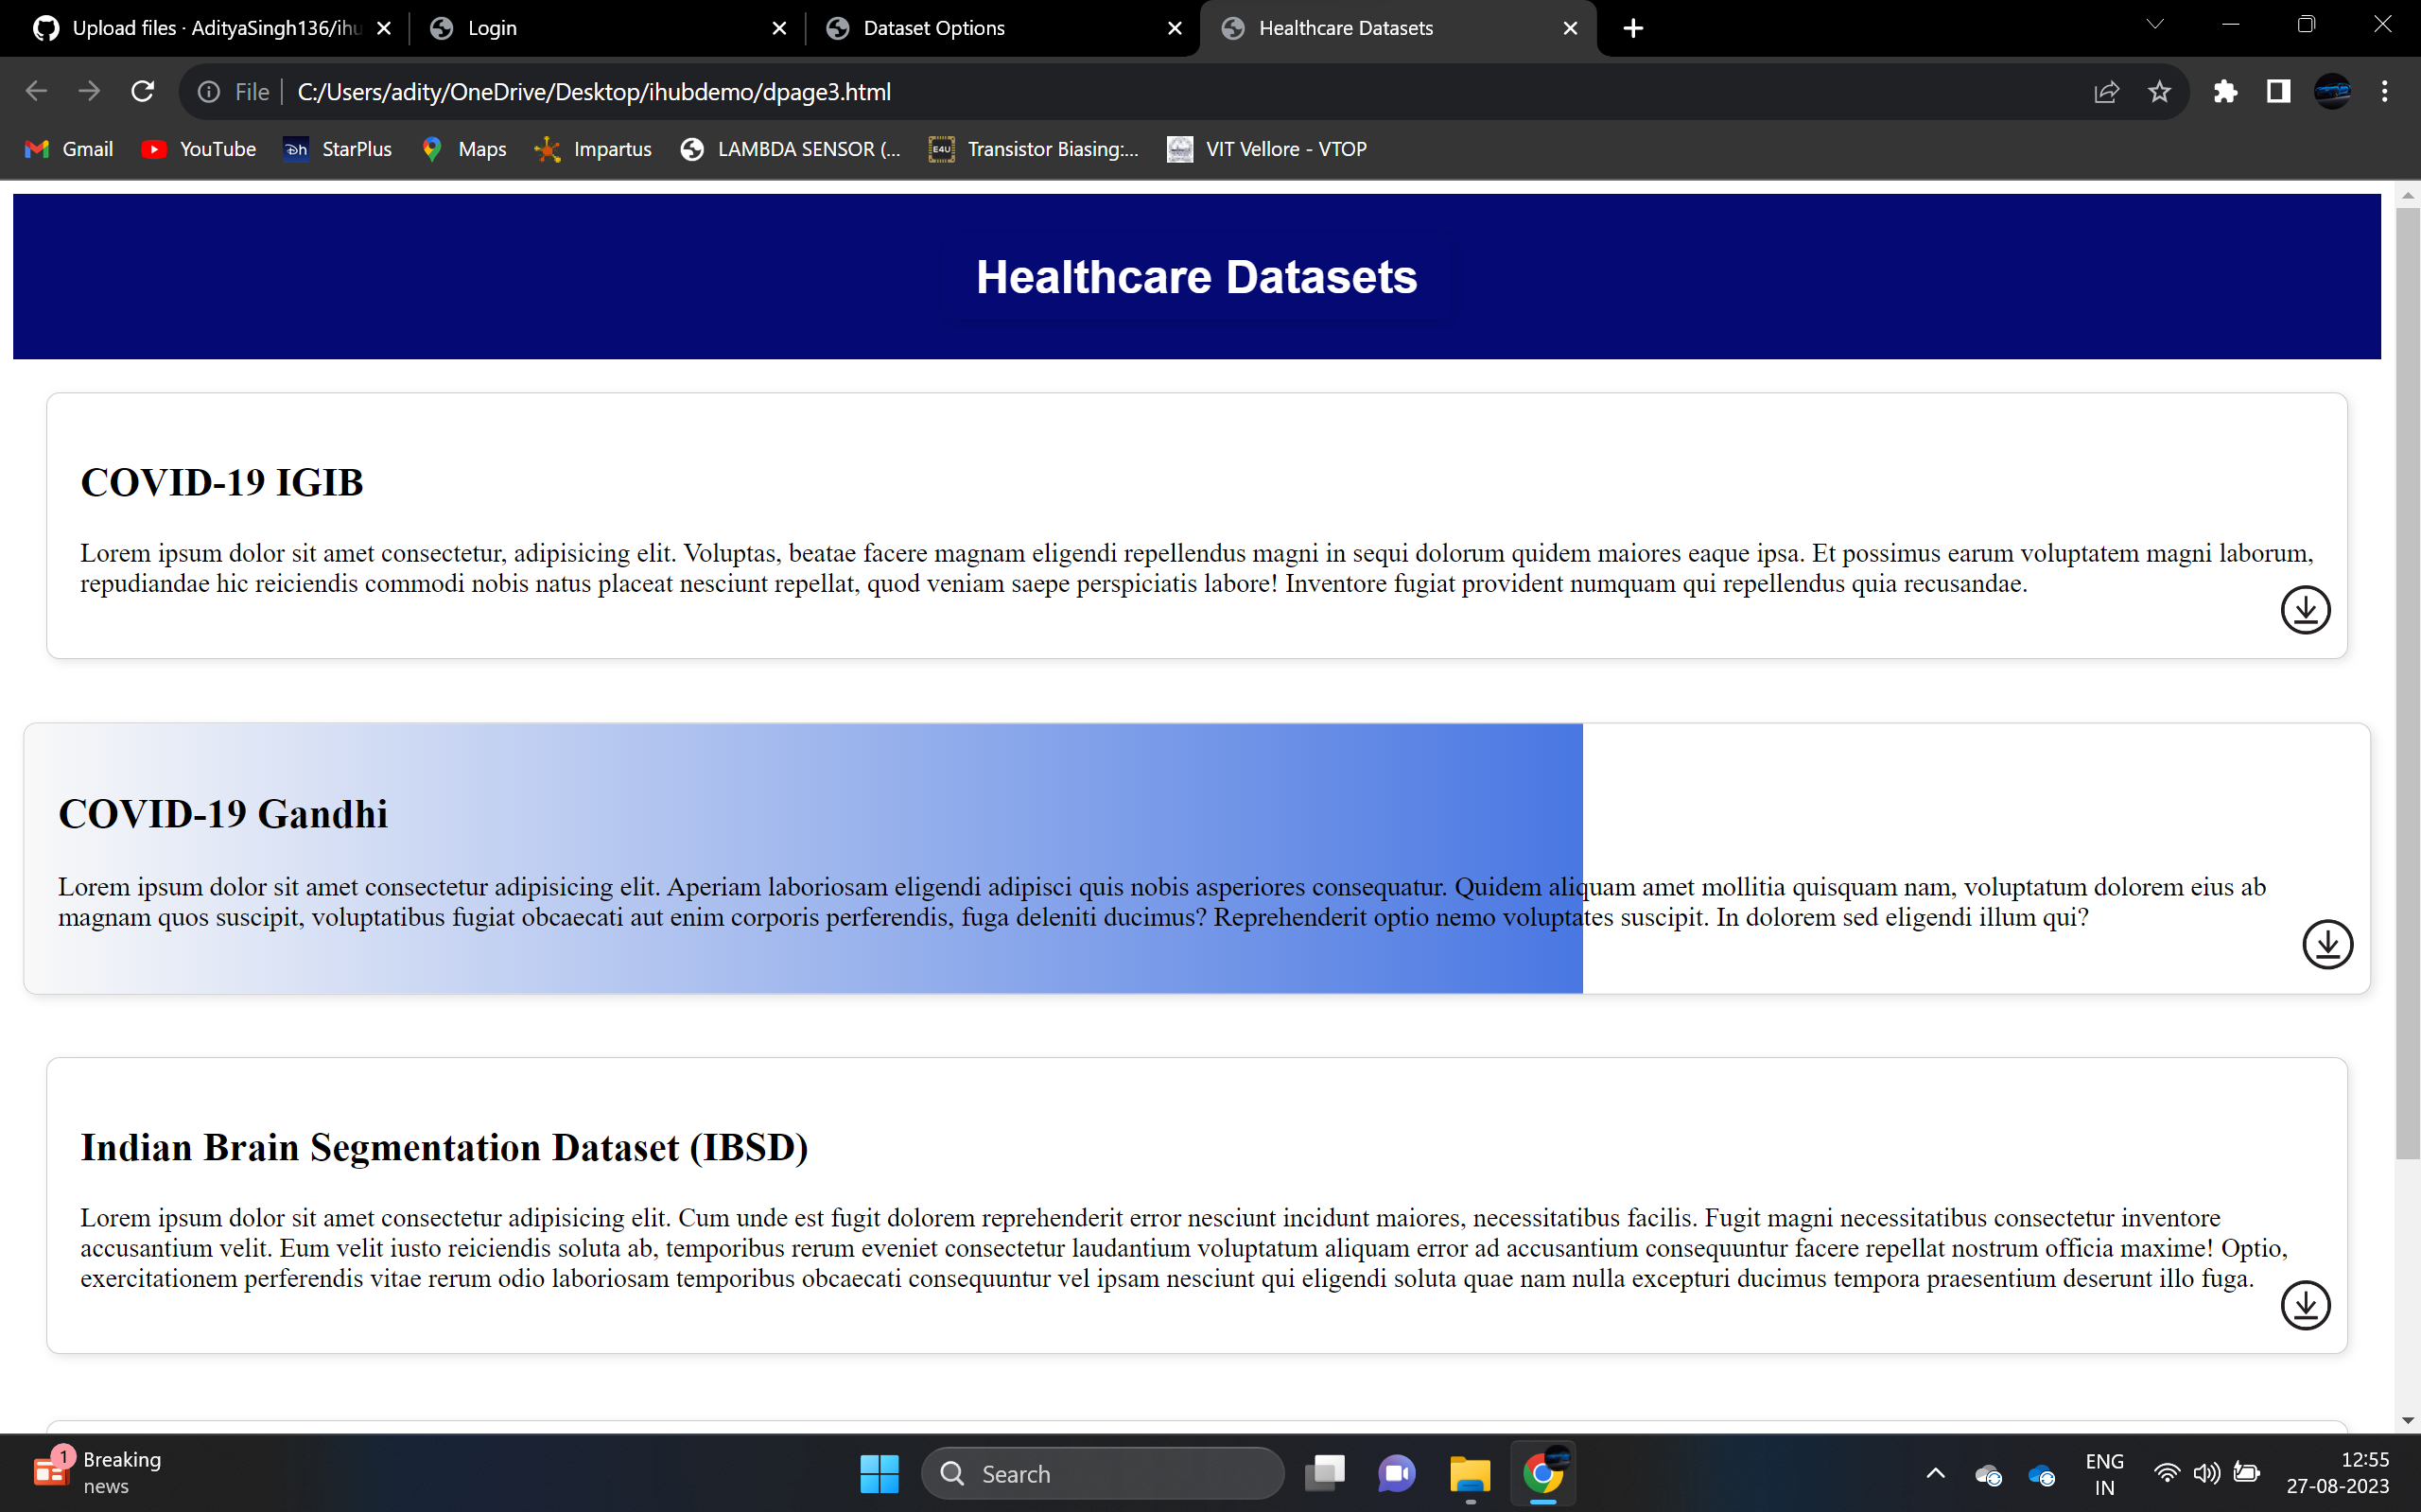 Upload files · AdityaSingh136/ihu
Login
Dataset Options
Healthcare Datasets
File
C:/Users/adity/OneDrive/Desktop/ihubdemo/dpage3.html
Gmail
YouTube
StarPlus
Maps
Impartus
LAMBDA SENSOR (...
E4U
Transistor Biasing:...
VIT Vellore - VTOP
Healthcare Datasets
COVID-19 IGIB
Lorem ipsum dolor sit amet consectetur, adipisicing elit. Voluptas, beatae facere magnam eligendi repellendus magni in sequi dolorum quidem maiores eaque ipsa. Et possimus earum voluptatem magni laborum,
repudiandae hic reiciendis commodi nobis natus placeat nesciunt repellat, quod veniam saepe perspiciatis labore! Inventore fugiat provident numquam qui repellendus quia recusandae.
COVID-19 Gandhi
Lorem ipsum dolor sit amet consectetur adipisicing elit. Aperiam laboriosam eligendi adipisci quis nobis asperiores consequatur. Quidem aliquam amet mollitia quisquam nam, voluptatum dolorem eius ab
magnam quos suscipit, voluptatibus fugiat obcaecati aut enim corporis perferendis, fuga deleniti ducimus? Reprehenderit optio nemo voluptates suscipit. In dolorem sed eligendi illum qui?
Indian Brain Segmentation Dataset (IBSD)
Lorem ipsum dolor sit amet consectetur adipisicing elit. Cum unde est fugit dolorem reprehenderit error nesciunt incidunt maiores, necessitatibus facilis. Fugit magni necessitatibus consectetur inventore
accusantium velit. Eum velit iusto reiciendis soluta ab, temporibus rerum eveniet consectetur laudantium voluptatum aliquam error ad accusantium consequuntur facere repellat nostrum officia maxime! Optio,
exercitationem perferendis vitae rerum odio laboriosam temporibus obcaecati consequuntur vel ipsam nesciunt qui eligendi soluta quae nam nulla excepturi ducimus tempora praesentium deserunt illo fuga.
1
Breaking
news
Search
ENG
IN
12:55
27-08-2023